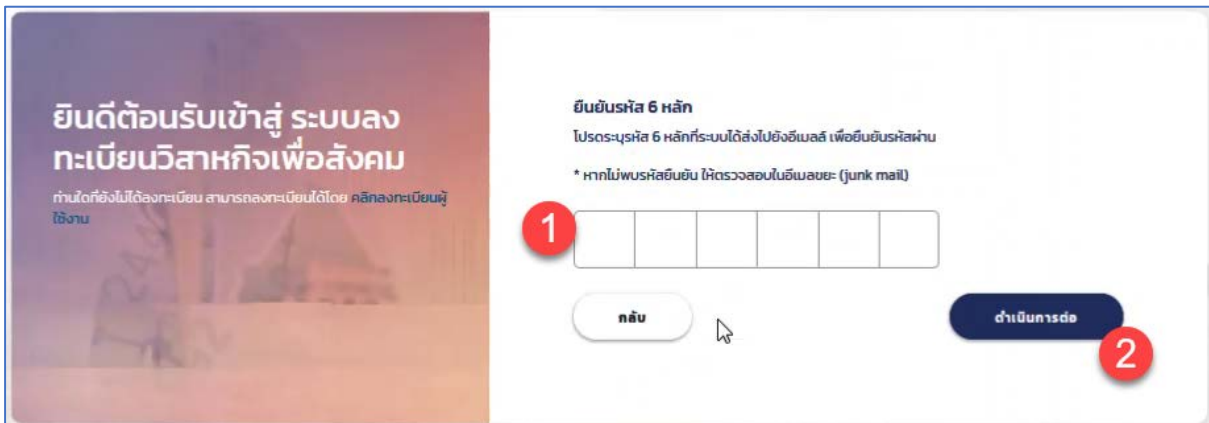 ยินดีต้อนรับเข้าสู่ ระบบลง
ทะเบียนวิสาหกิจเพื่อสังคม
ท่านใดที่ยังไม่ได้ลงทะเบียน สามารถลงทะเบียนได้โดย คลิกลงทะเบียนผู้
ใช้งาน
ยืนยันรหัส 6 หลัก
โปรดระบุรหัส 6 หลักที่ระบบได้ส่งไปยังอีเมลล์ เพื่อยืนยันรหัสผ่าน
* หากไม่พบรหัสยืนยัน ให้ตรวจสอบในอีเมลขยะ (junk mail)
1
กลับ
ดำเนินการต่อ
2